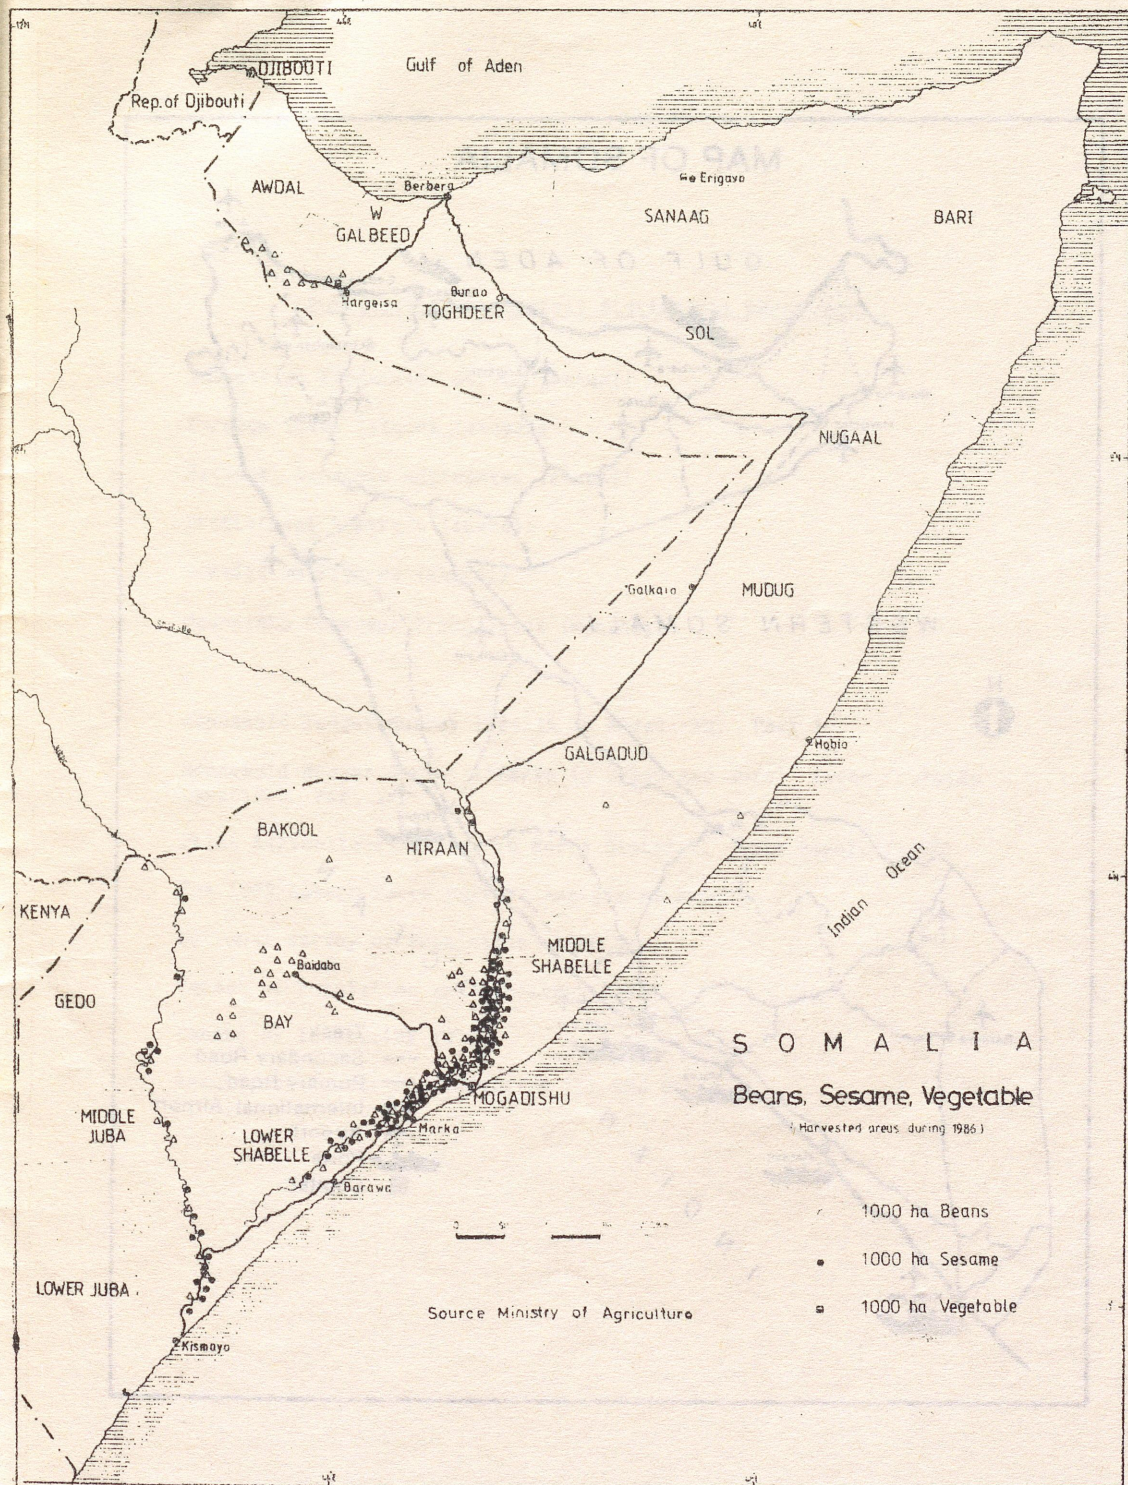 DJIBOUTI
Gulf of Aden
Rep. of Djibouti
AWDAL
Berbera
Erigavo
W
GALBEED
SANAAG
BARI
Burao
Hargeisa
TOGHDEER
SOL
NUGAAL
Galkaio
MUDUG
GALGADUD
Hobio
BAKOOL
HIRAAN
Indian Ocean
KENYA
MIDDLE
SHABELLE
Baidaba
GEDO
BAY
SOMALIA
Beans, Sesame, Vegetable
(Harvested areas during 1986)
MOGADISHU
MIDDLE
JUBA
LOWER
SHABELLE
Marka
Barawa
1000 ha Beans
1000 ha Sesame
1000 ha Vegetable
LOWER JUBA
Source Ministry of Agriculture
Kismayo